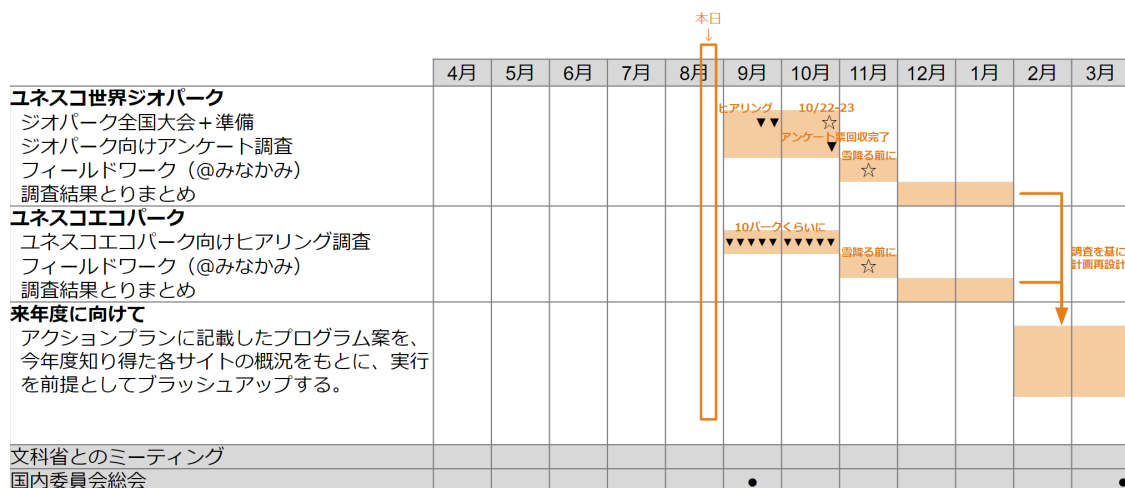 本日
↓
4月 5月 6月 7月 8月 9月 10月 11月 12月 1月 2月 3月
ユネスコ世界ジオパーク
ヒアリング 10/22-23
ジオパーク全国大会＋準備
▼▼ ☆
ジオパーク向けアンケート調査
アンケート票回収完了
▼
雪降る前に
フィールドワーク（@みなかみ）
☆
調査結果とりまとめ
ユネスコエコパーク
10パークくらいに
ユネスコエコパーク向けヒアリング調査
▼▼▼▼▼ ▼▼▼▼▼
雪降る前に
フィールドワーク（@みなかみ）
☆
調査結果とりまとめ
調査を基に
計画再設計
来年度に向けて
アクションプランに記載したプログラム案を、
今年度知り得た各サイトの概況をもとに、実行
を前提としてブラッシュアップする。
文科省とのミーティング
国内委員会総会 ● ●